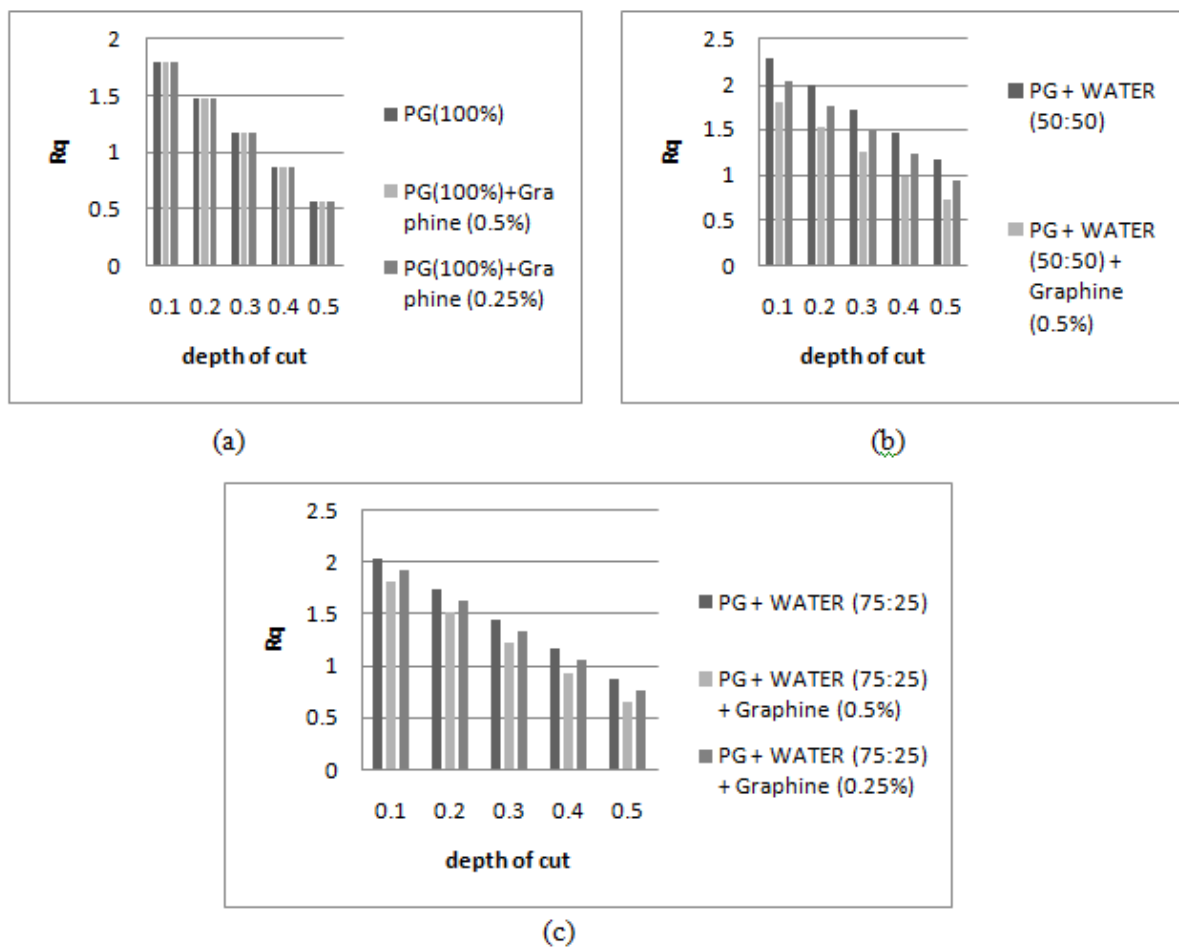 2
1.5
1
0.5
0
Rq
0.1 0.2 0.3 0.4 0.5
depth of cut
PG(100%)
PG(100%)+Gra
phine (0.5%)
PG(100%)+Gra
phine (0.25%)
(a)
2.5
2
1.5
1
0.5
0
Rq
0.1 0.2 0.3 0.4 0.5
depth of cut
PG + WATER
(50:50)
PG + WATER
(50:50) +
Graphine
(0.5%)
(b)
2.5
2
1.5
1
0.5
0
Rq
0.1 0.2 0.3 0.4 0.5
depth of cut
PG + WATER (75:25)
PG + WATER (75:25)
+ Graphine (0.5%)
PG + WATER (75:25)
+ Graphine (0.25%)
(c)